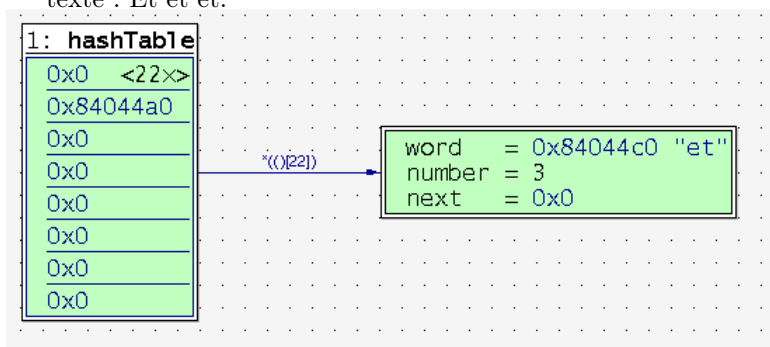 texte : Et et et.
1: hashTable
0x0 <22x>
0x84044a0
0x0
0x0
0x0
0x0
0x0
0x0
*(()[22])
word = 0x84044c0 "et"
number = 3
next = 0x0